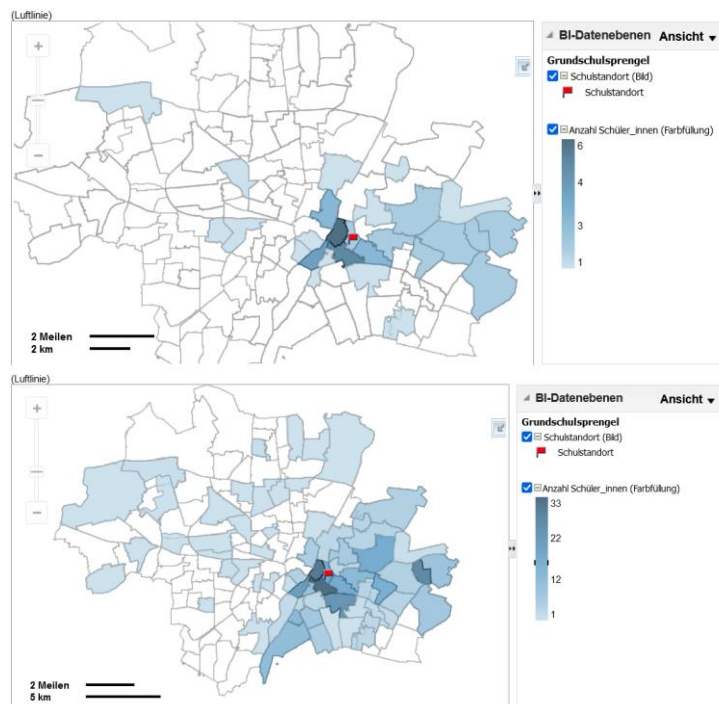 (Luftlinie)
BI-Datenebenen Ansicht
Grundschulsprengel
Schulstandort (Bild)
Schulstandort
Anzahl Schüler_innen (Farbfüllung)
6
4
3
1
2 Meilen
2 km
(Luftlinie)
BI-Datenebenen Ansicht
Grundschulsprengel
Schulstandort (Bild)
Schulstandort
Anzahl Schüler_innen (Farbfüllung)
33
22
12
1
2 Meilen
5 km